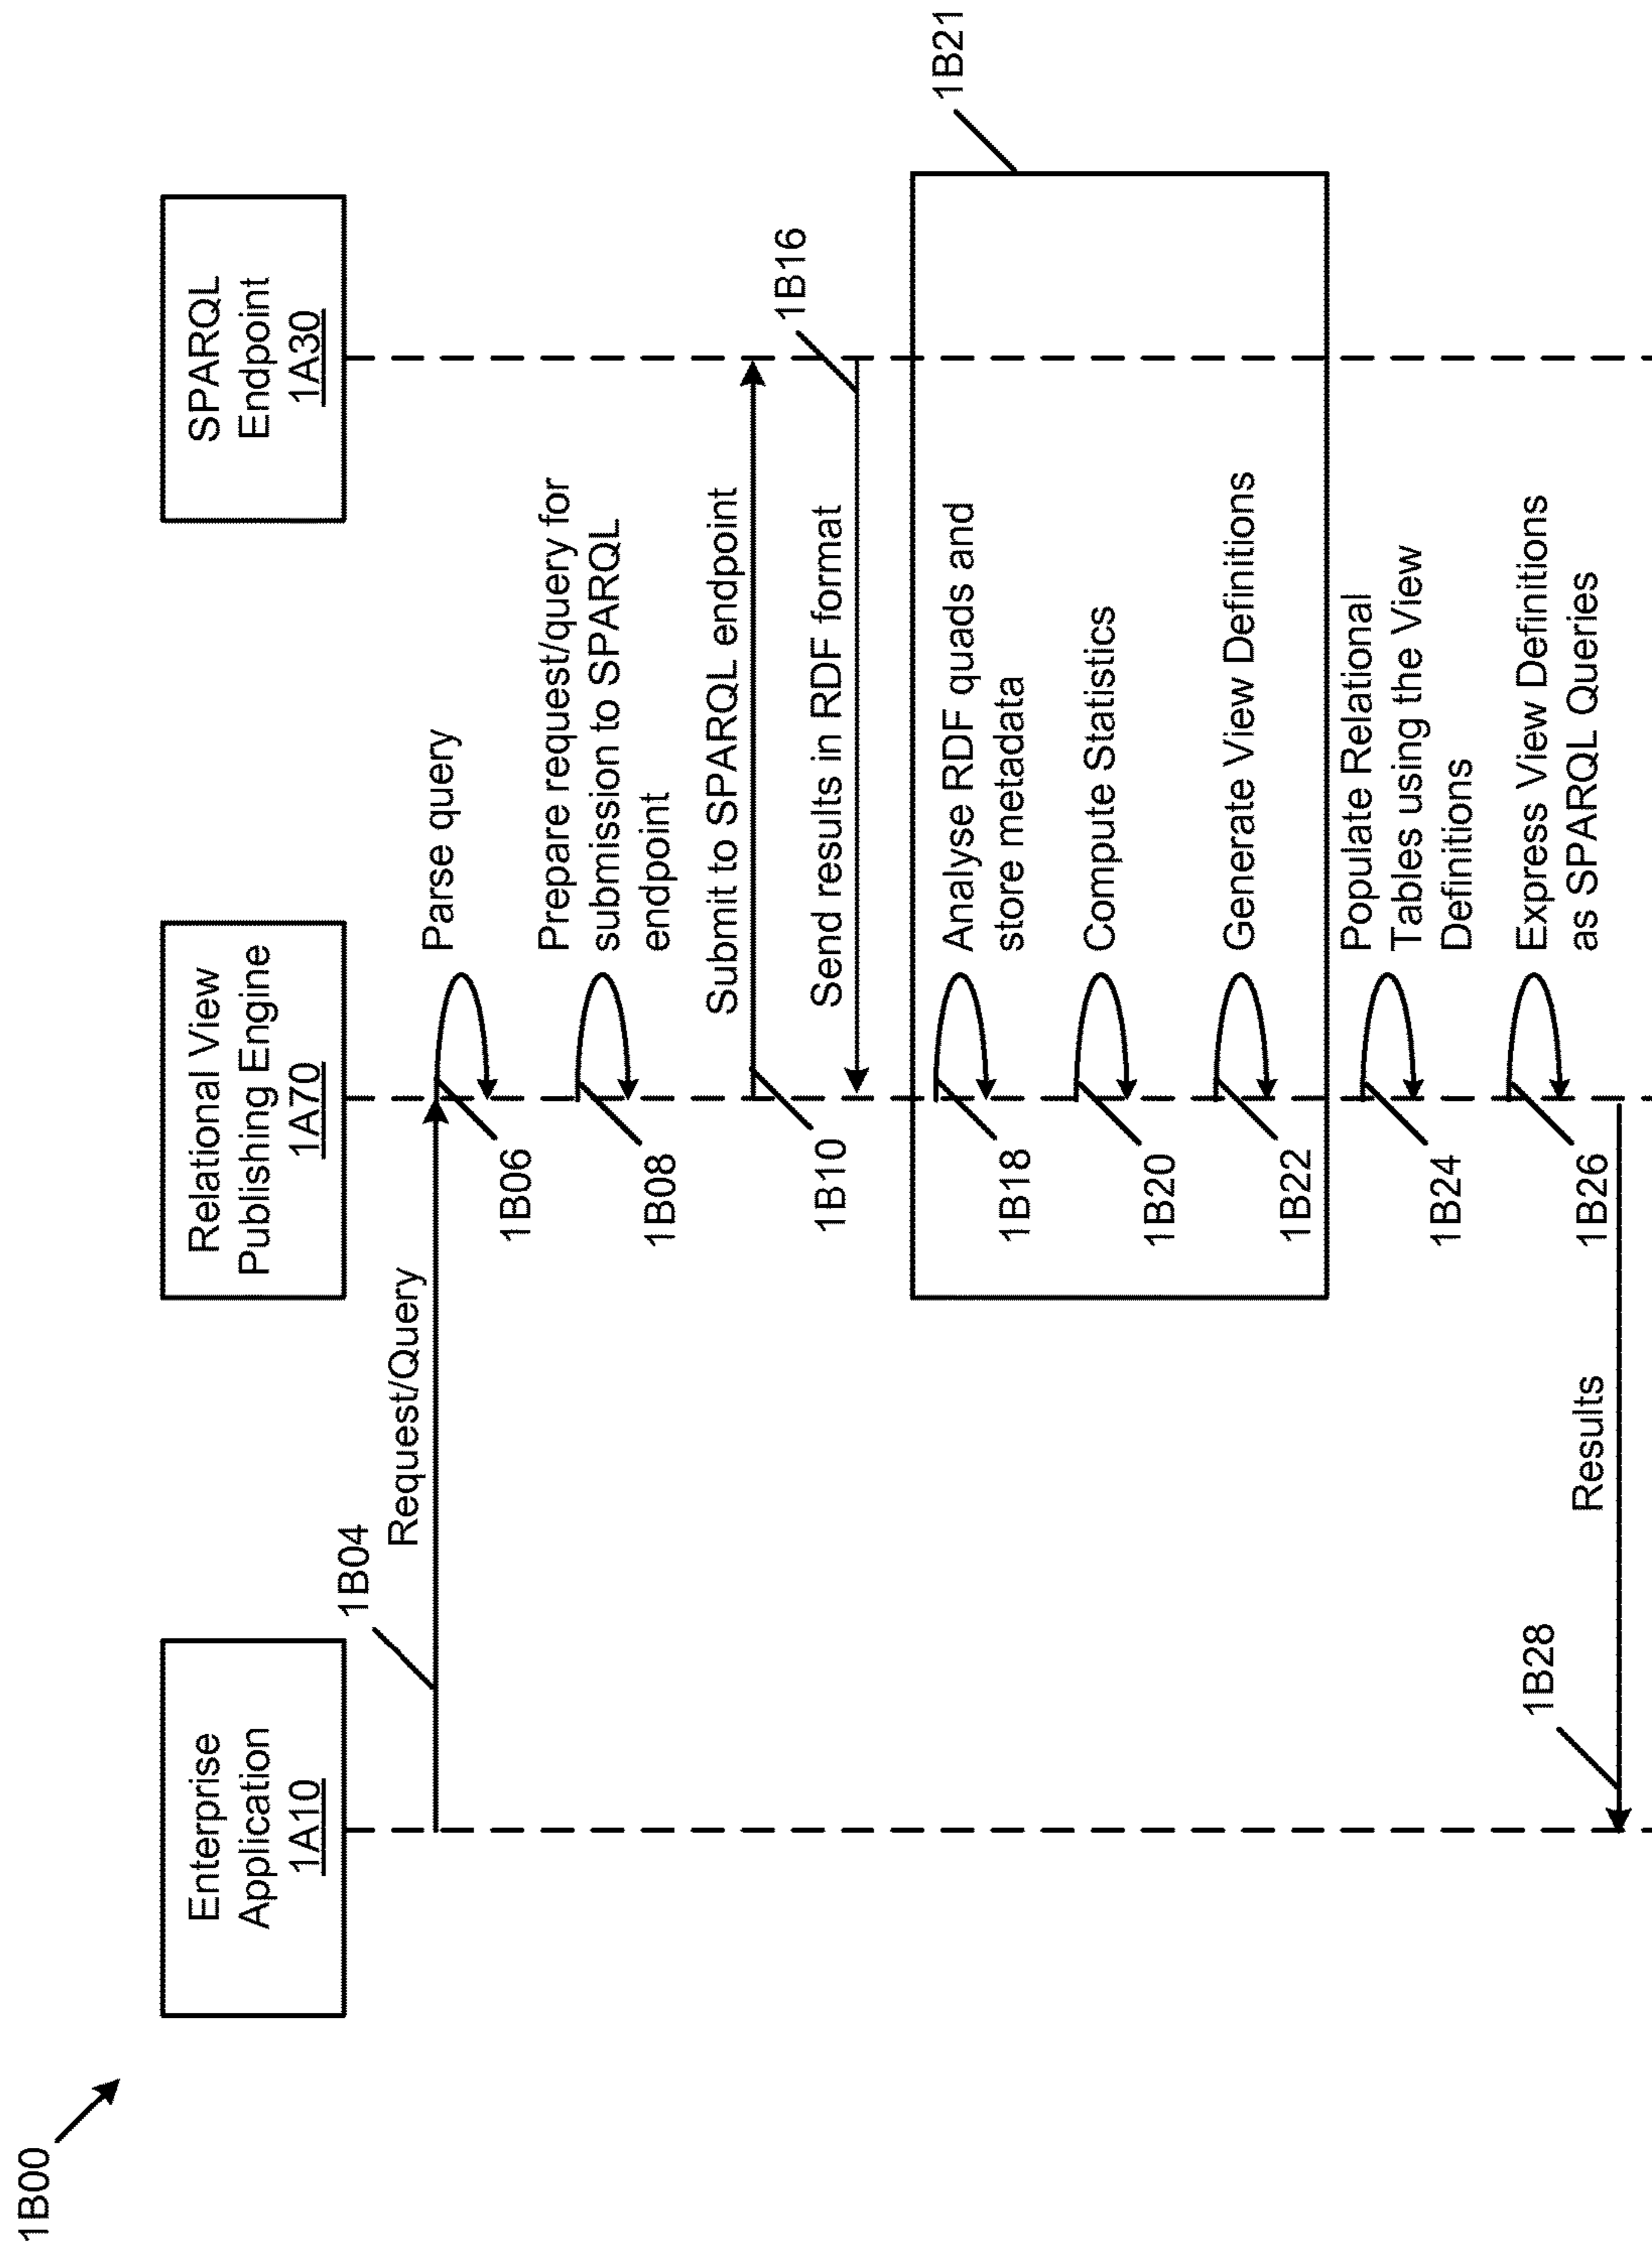 1B00
Enterprise
Application
1A10
Relational View
Publishing Engine
1A70
SPARQL
Endpoint
1A30
1B04
Request/Query
Parse query
1B06
Prepare request/query for
submission to SPARQL
endpoint
1B08
Submit to SPARQL endpoint
1B10
1B16
Send results in RDF format
1B21
Analyse RDF quads and
store metadata
1B18
Compute Statistics
1B20
Generate View Definitions
1B22
Populate Relational
Tables using the View
Definitions
1B24
Express View Definitions
as SPARQL Queries
1B26
1B28
Results